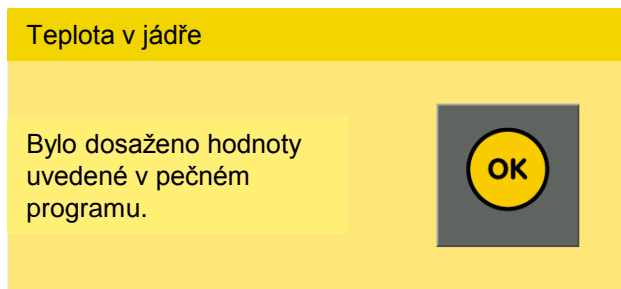 Teplota v jádře
Bylo dosaženo hodnoty
uvedené v pečném
programu.
OK